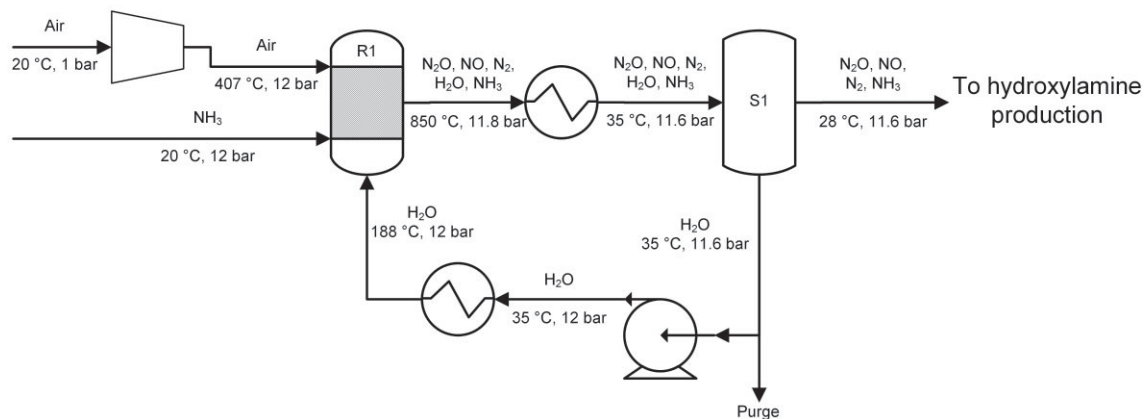 Air
20 °C, 1 bar
Air
407 °C, 12 bar
NH₃
20 °C, 12 bar
R1
N₂O, NO, N₂,
H₂O, NH₃
850 °C, 11.8 bar
N₂O, NO, N₂,
H₂O, NH₃
35 °C, 11.6 bar
S1
N₂O, NO,
N₂, NH₃
28 °C, 11.6 bar
To hydroxylamine
production
H₂O
188 °C, 12 bar
H₂O
35 °C, 12 bar
H₂O
35 °C, 11.6 bar
Purge